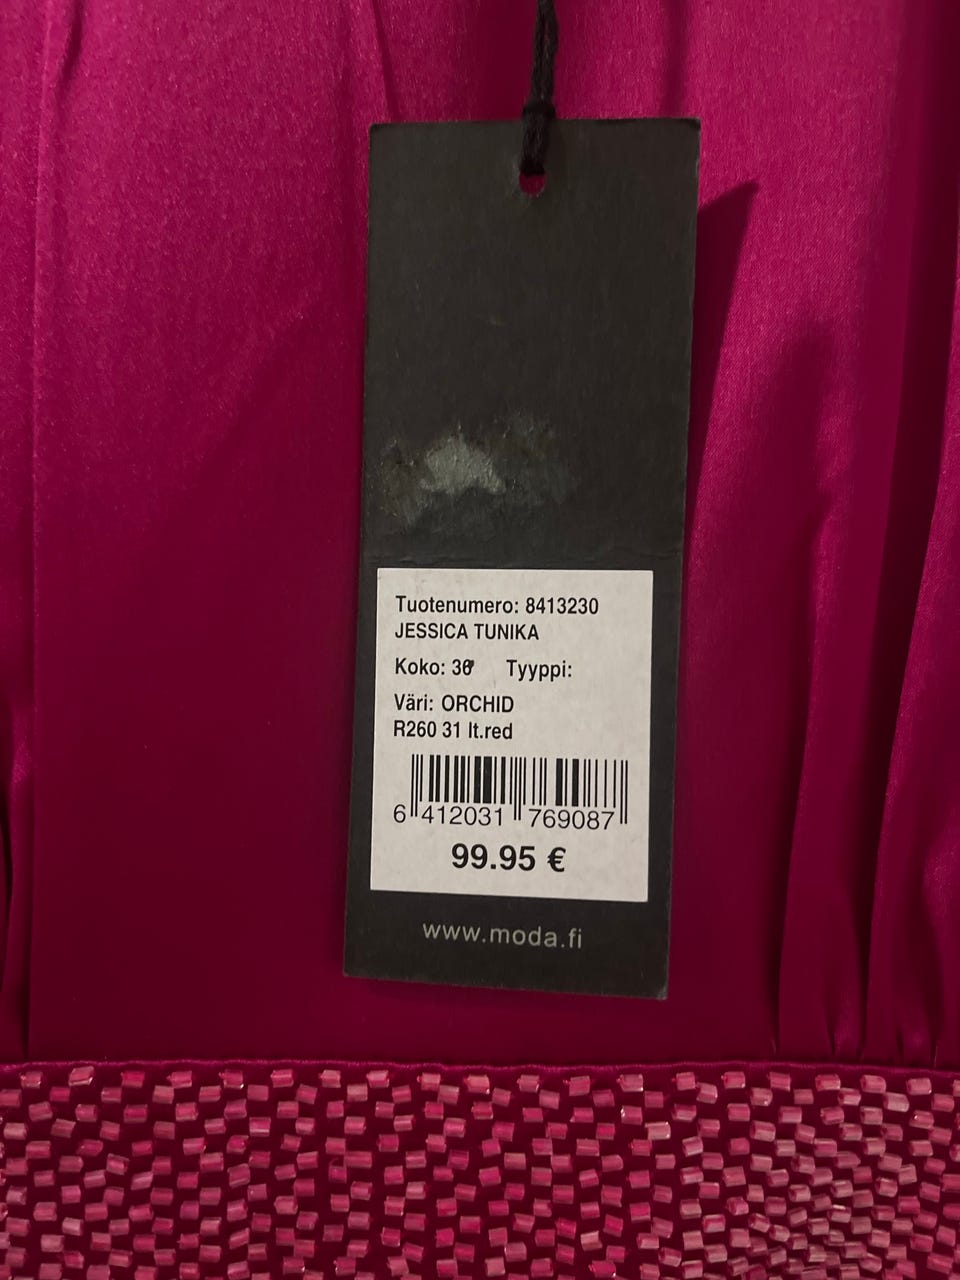 Tuotenumero: 8413230
JESSICA TUNIKA
Koko: Tyyppi:
Väri: ORCHID
R260 31 lt.red
6 412031 769087
99.95 €
www.moda.fi